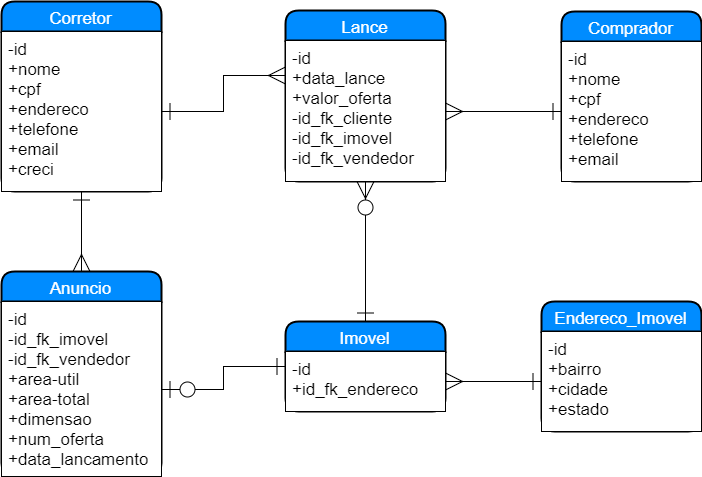 Corretor
-id
+nome
+cpf
+endereco
+telefone
+email
+creci
Lance
-id
+data_lance
+valor_oferta
-id_fk_cliente
-id_fk_imovel
-id_fk_vendedor
Comprador
-id
+nome
+cpf
+endereco
+telefone
+email
Anuncio
-id
-id_fk_imovel
-id_fk_vendedor
+area-util
+area-total
+dimensao
+num_oferta
+data_lancamento
Imovel
-id
+id_fk_endereco
Endereco_Imovel
-id
+bairro
+cidade
+estado